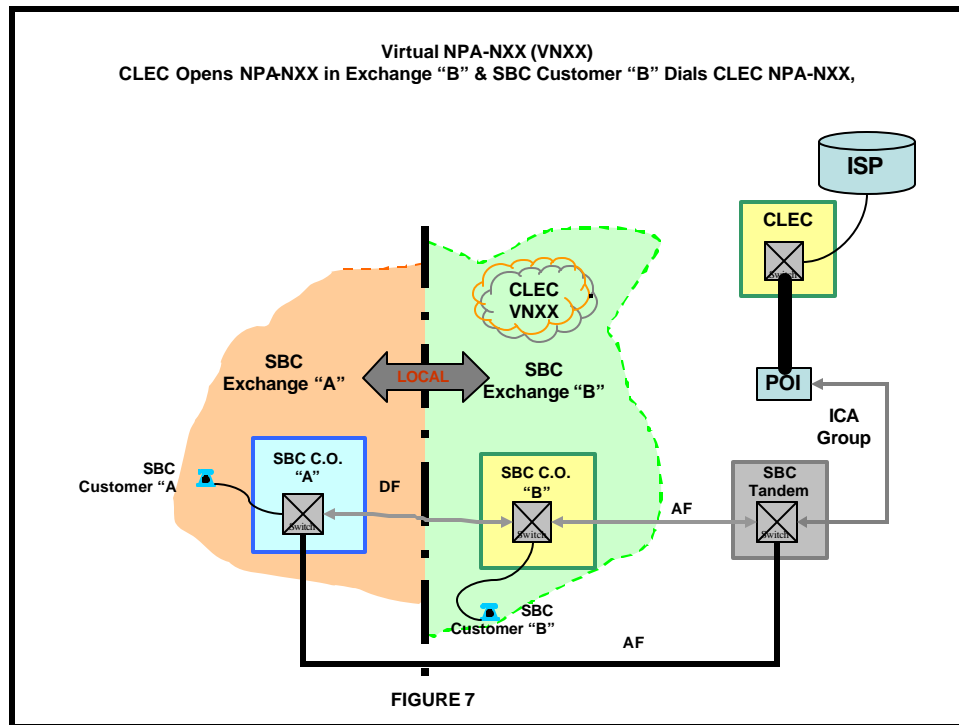 Virtual NPA-NXX (VNXX)
CLEC Opens NPA-NXX in Exchange “B” & SBC Customer “B” Dials CLEC NPA-NXX,
ISP
CLEC
Switch
CLEC
VNXX
SBC
Exchange “A”
LOCAL
SBC
Exchange “B”
POI
ICA
Group
SBC
Customer “A
SBC C.O.
“A”
Switch
DF
SBC C.O.
“B”
Switch
AF
SBC
Tandem
Switch
SBC
Customer “B”
AF
FIGURE 7